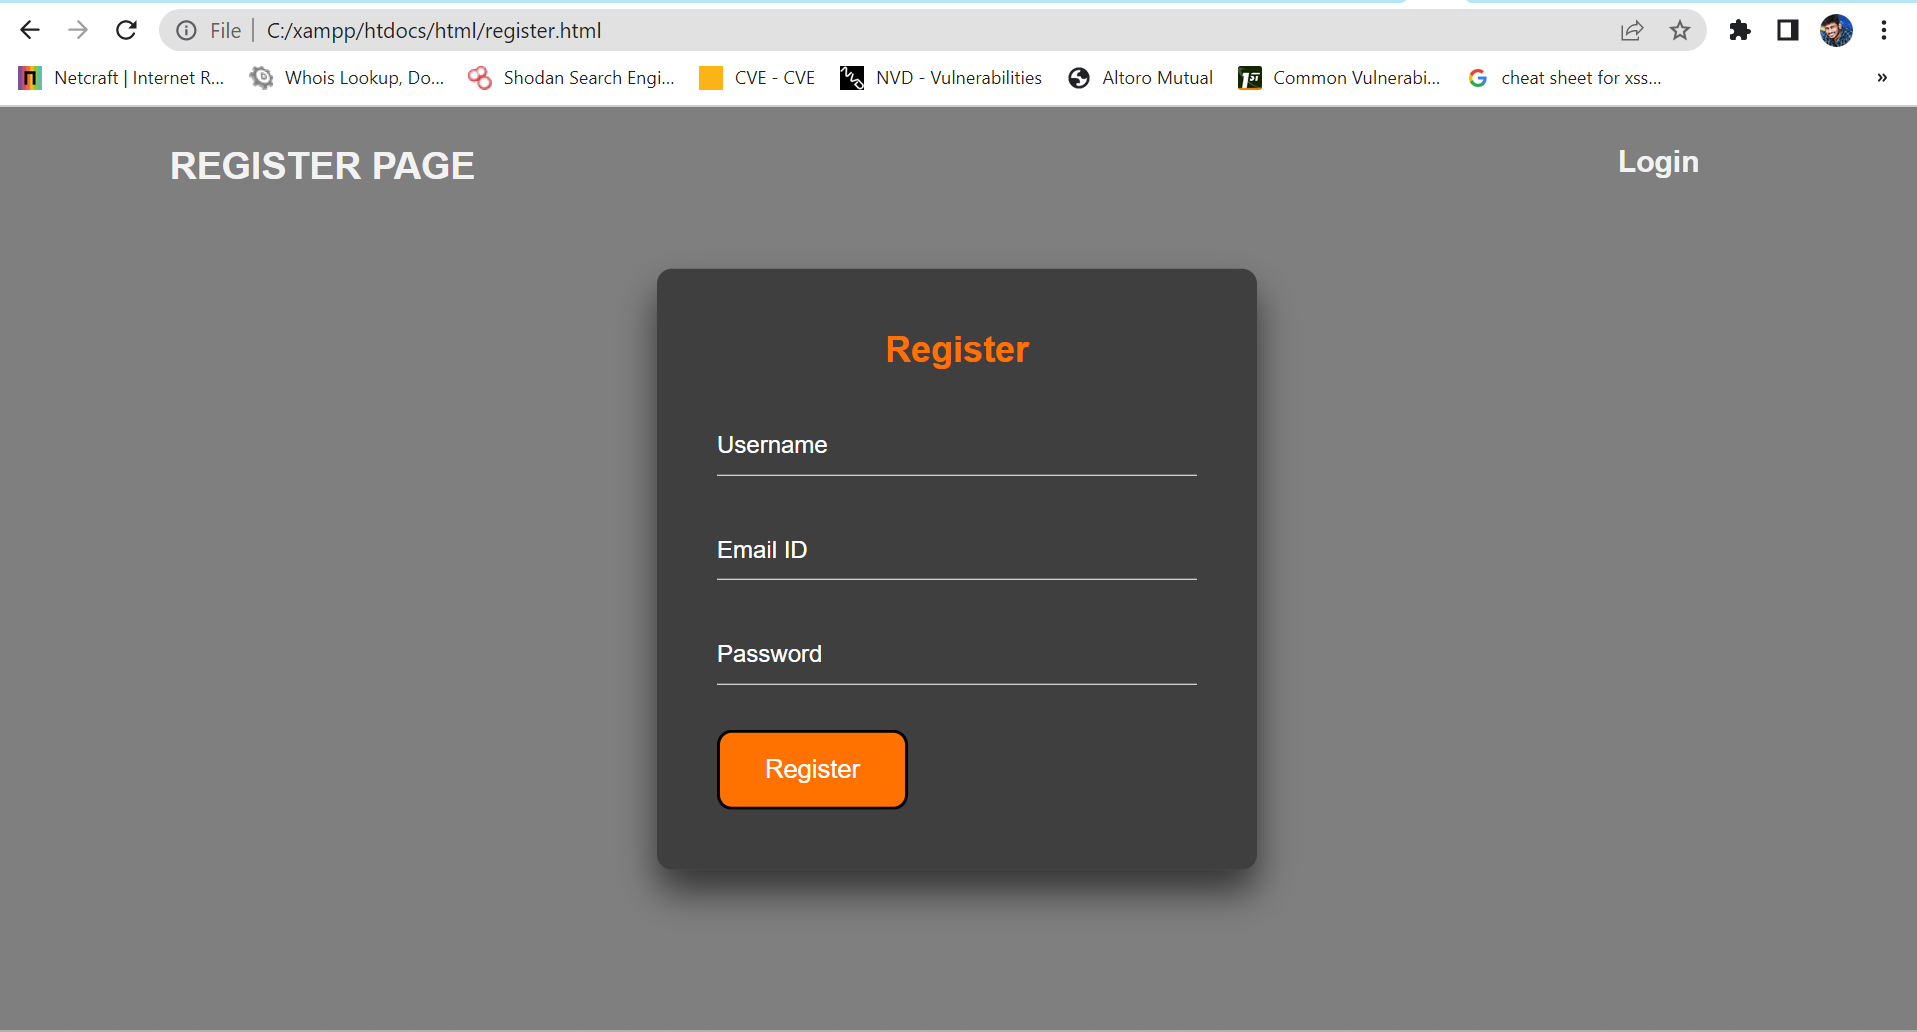 File C:/xampp/htdocs/html/register.html
Netcraft | Internet R... Whois Lookup, Do... Shodan Search Engi... CVE - CVE NVD - Vulnerabilities Altoro Mutual Common Vulnerabi... cheat sheet for xss... »
REGISTER PAGE Login
Register
Username
Email ID
Password
Register